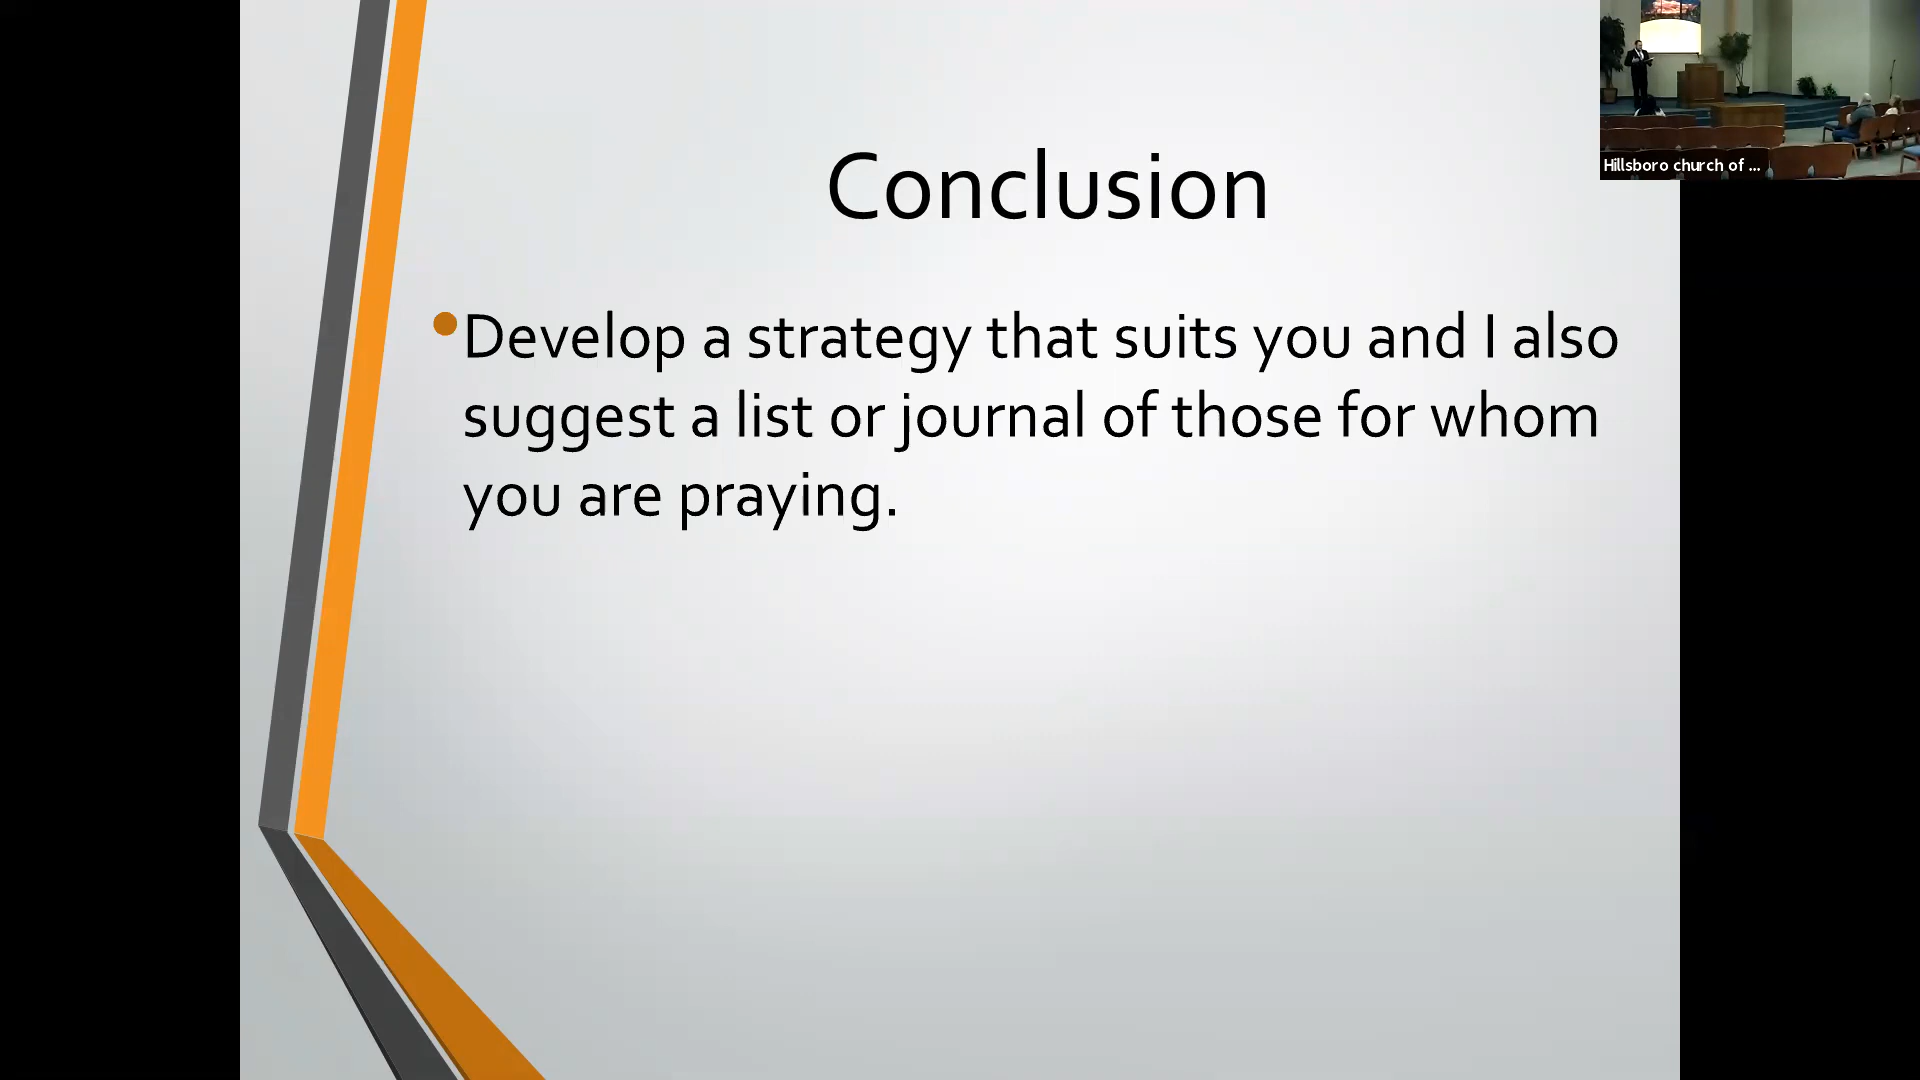 Conclusion
Develop a strategy that suits you and I also
suggest a list or journal of those for whom
you are praying.
Hillsboro church of ...